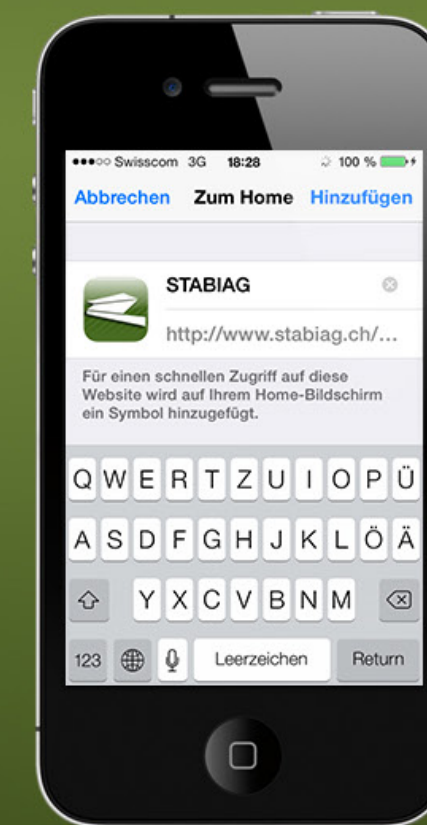 Swisscom 3G 18:28 100 %
Abbrechen Zum Home Hinzufügen
STABIAG
http://www.stabiag.ch/...
Für einen schnellen Zugriff auf diese
Website wird auf Ihrem Home-Bildschirm
ein Symbol hinzugefügt.
Q W E R T Z U I O P Ü
A S D F G H J K L Ö Ä
Y X C V B N M
123 Leerzeichen Return